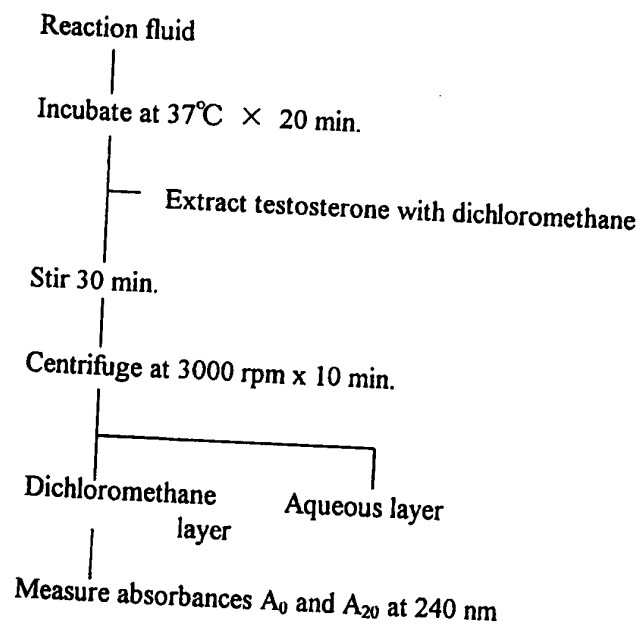 Reaction fluid
Incubate at 37℃ × 20 min.
Extract testosterone with dichloromethane
Stir 30 min.
Centrifuge at 3000 rpm x 10 min.
Dichloromethane
layer
Aqueous layer
Measure absorbances A₀ and A₂₀ at 240 nm